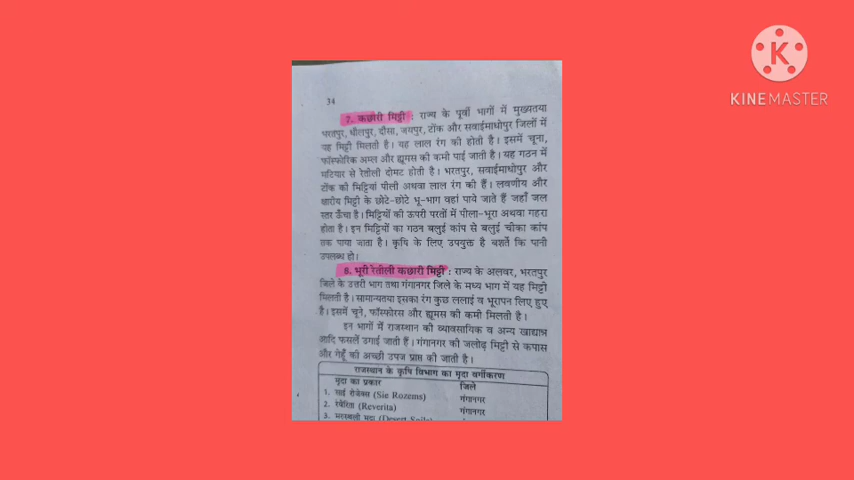 34
7. कछारी मिट्टी : राज्य के पूर्वी भागों में मुख्यतया
भरतपुर, धौलपुर, दौसा, जयपुर, टोंक और सवाईमाधोपुर जिलों में
यह मिट्टी मिलती है। यह लाल रंग की होती है। इसमें चूना,
फॉस्फोरिक अम्ल और ह्यूमस की कमी पाई जाती है। यह गठन में
मटियार से रेतीली दोमट होती है। भरतपुर, सवाईमाधोपुर और
टोंक की मिट्टियां पीली अथवा लाल रंग की हैं। लवणीय और
क्षारीय मिट्टी के छोटे-छोटे भू-भाग वहां पाये जाते हैं जहाँ जल
स्तर ऊँचा है। मिट्टियों की ऊपरी परतों में पीला-भूरा अथवा गहरा
होता है। इन मिट्टियों का गठन बलुई कांप से बलुई चीका कांप
तक पाया जाता है। कृषि के लिए उपयुक्त है बशर्ते कि पानी
उपलब्ध हो।
8. भूरी रेतीली कछारी मिट्टी : राज्य के अलवर, भरतपुर
जिले के उत्तरी भाग तथा गंगानगर जिले के मध्य भाग में यह मिट्टी
मिलती है। सामान्यतया इसका रंग कुछ ललाई व भूरापन लिए हुए
है। इसमें चूने, फॉस्फोरस और ह्यूमस की कमी मिलती है।
इन भागों में राजस्थान की व्यावसायिक व अन्य खाद्यान्न
आदि फसलें उगाई जाती हैं। गंगानगर की जलोढ़ मिट्टी से कपास
और गेहूँ की अच्छी उपज प्राप्त की जाती है।
राजस्थान के कृषि विभाग का मृदा वर्गीकरण
मृदा का प्रकार जिले
1. साई रोजेक्स (Sie Rozems) गंगानगर
2. रेवेरिता (Reverita) गंगानगर
3. मरुस्थली मृदा (Desert Soils)
KINEMASTER